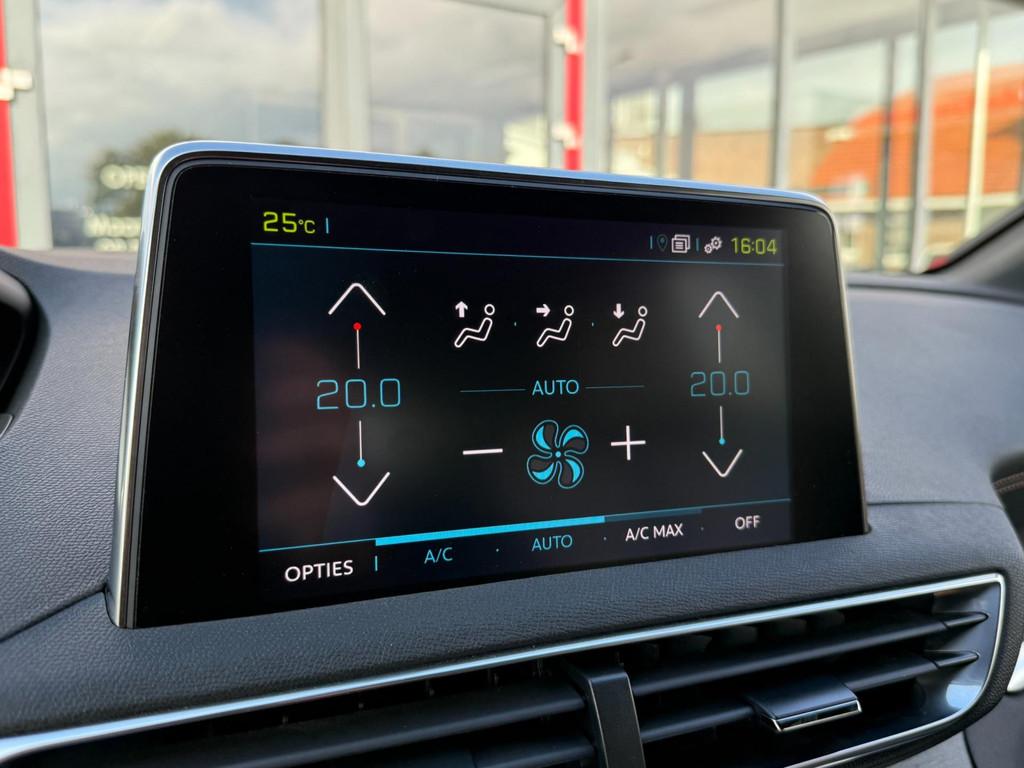 25°C
16:04
20.0
20.0
AUTO
OPTIES
A/C
AUTO
A/C MAX
OFF